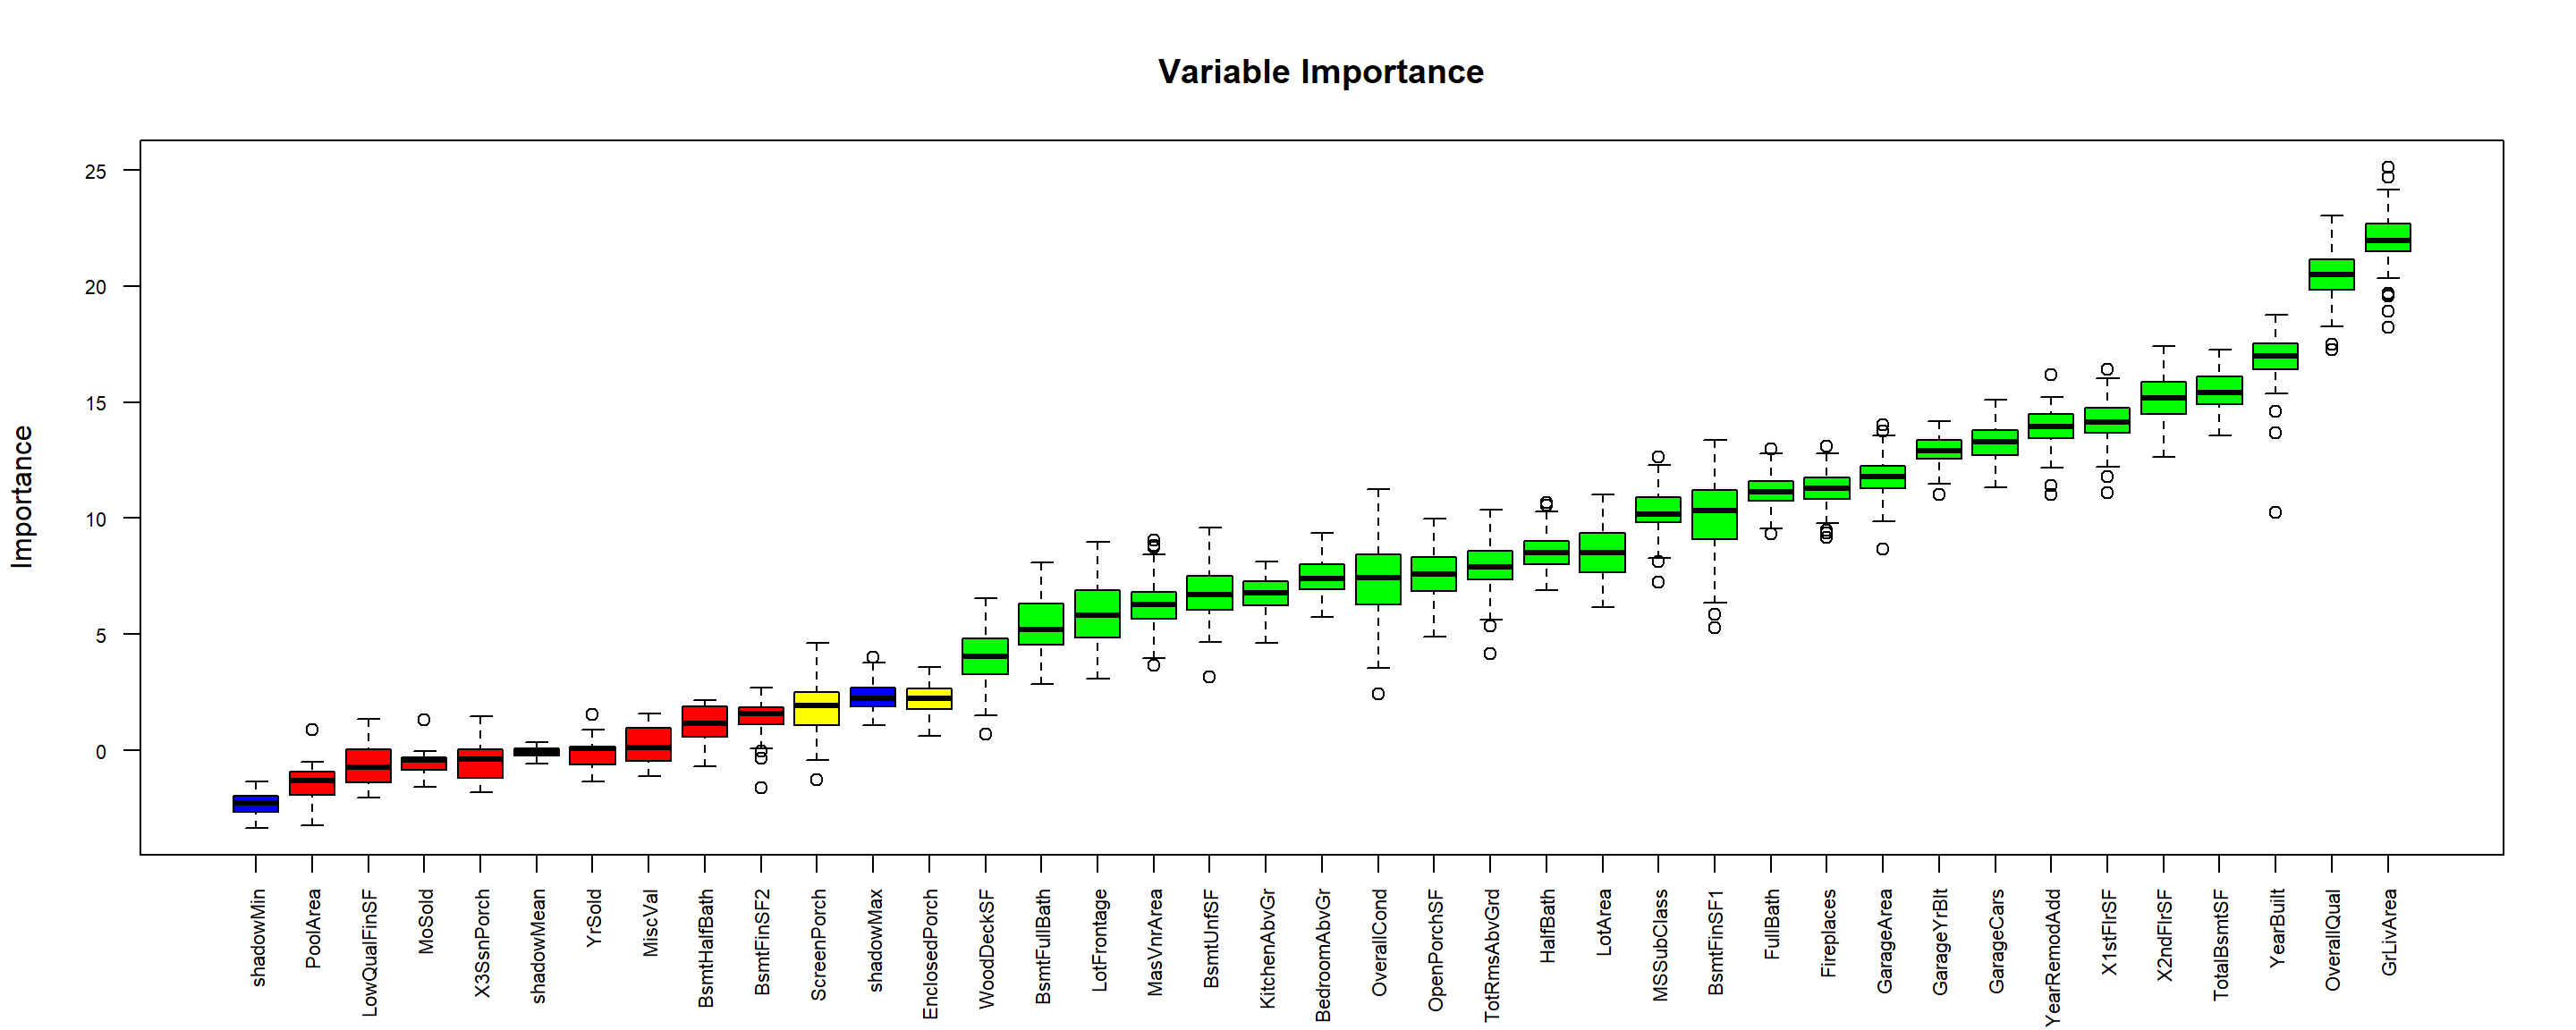 Variable Importance
Importance
25
20
15
10
5
0
shadowMin
PoolArea
LowQualFinSF
MoSold
X3SsnPorch
shadowMean
YrSold
MiscVal
BsmtHalfBath
BsmtFinSF2
ScreenPorch
shadowMax
EnclosedPorch
WoodDeckSF
BsmtFullBath
LotFrontage
MasVnrArea
BsmtUnfSF
KitchenAbvGr
BedroomAbvGr
OverallCond
OpenPorchSF
TotRmsAbvGrd
HalfBath
LotArea
MSSubClass
BsmtFinSF1
FullBath
Fireplaces
GarageArea
GarageYrBlt
GarageCars
YearRemodAdd
X1stFlrSF
X2ndFlrSF
TotalBsmtSF
YearBuilt
OverallQual
GrLivArea